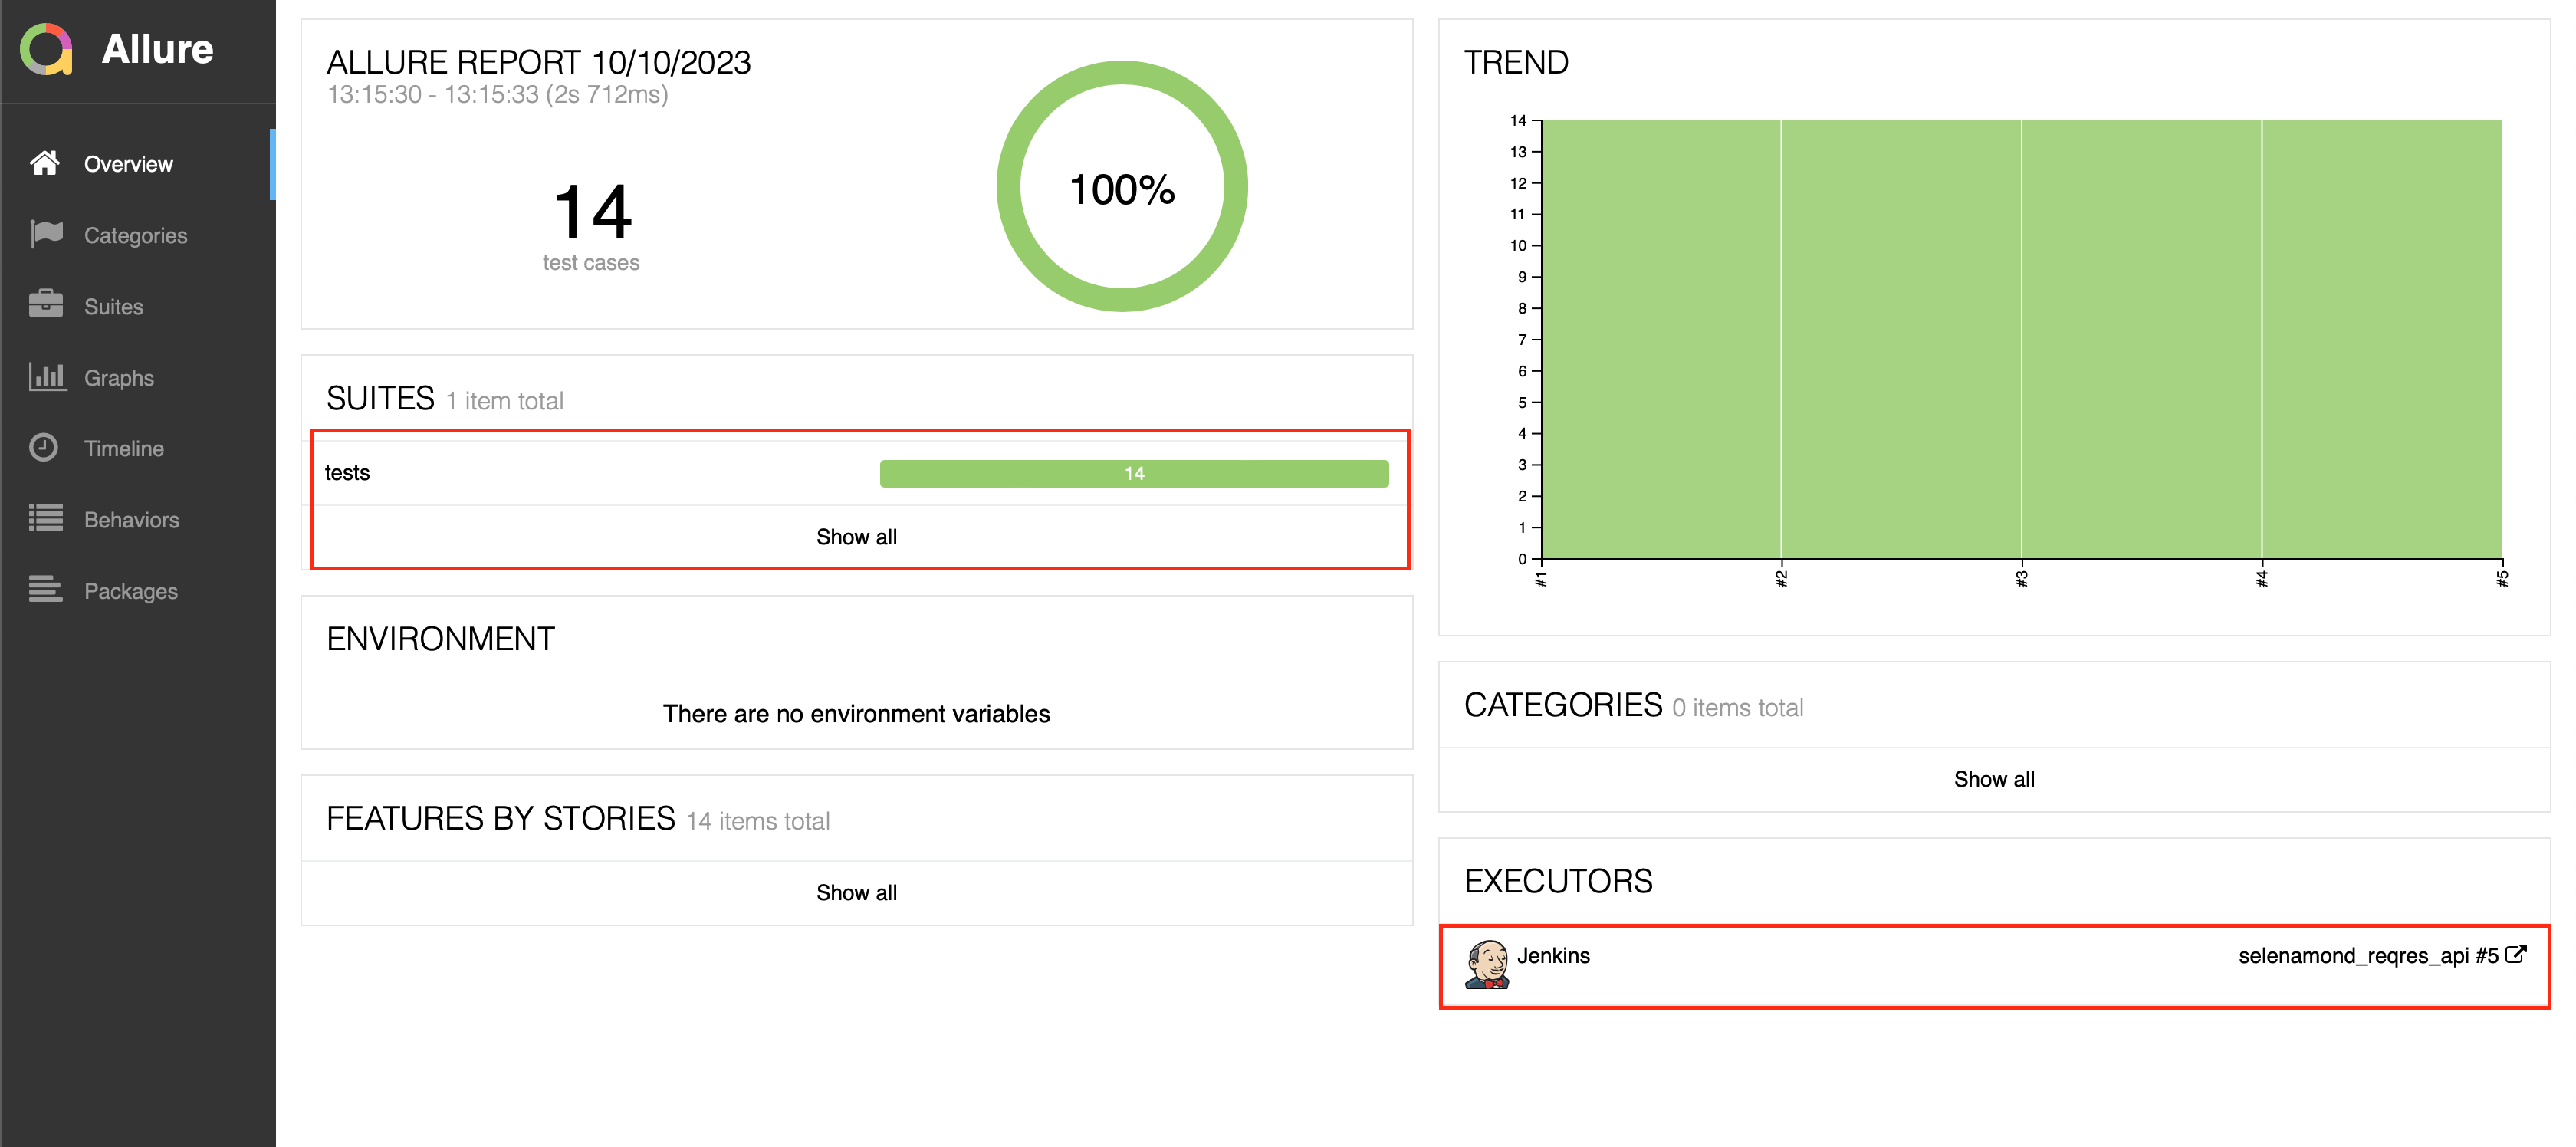 Allure
Overview
Categories
Suites
Graphs
Timeline
Behaviors
Packages
ALLURE REPORT 10/10/2023
13:15:30 - 13:15:33 (2s 712ms)
14
test cases
100%
SUITES 1 item total
tests 14
Show all
ENVIRONMENT
There are no environment variables
FEATURES BY STORIES 14 items total
Show all
TREND
14
13
12
11
10
9
8
7
6
5
4
3
2
1
0
#1 #2 #3 #4 #5
CATEGORIES 0 items total
Show all
EXECUTORS
Jenkins selenamond_reqres_api #5